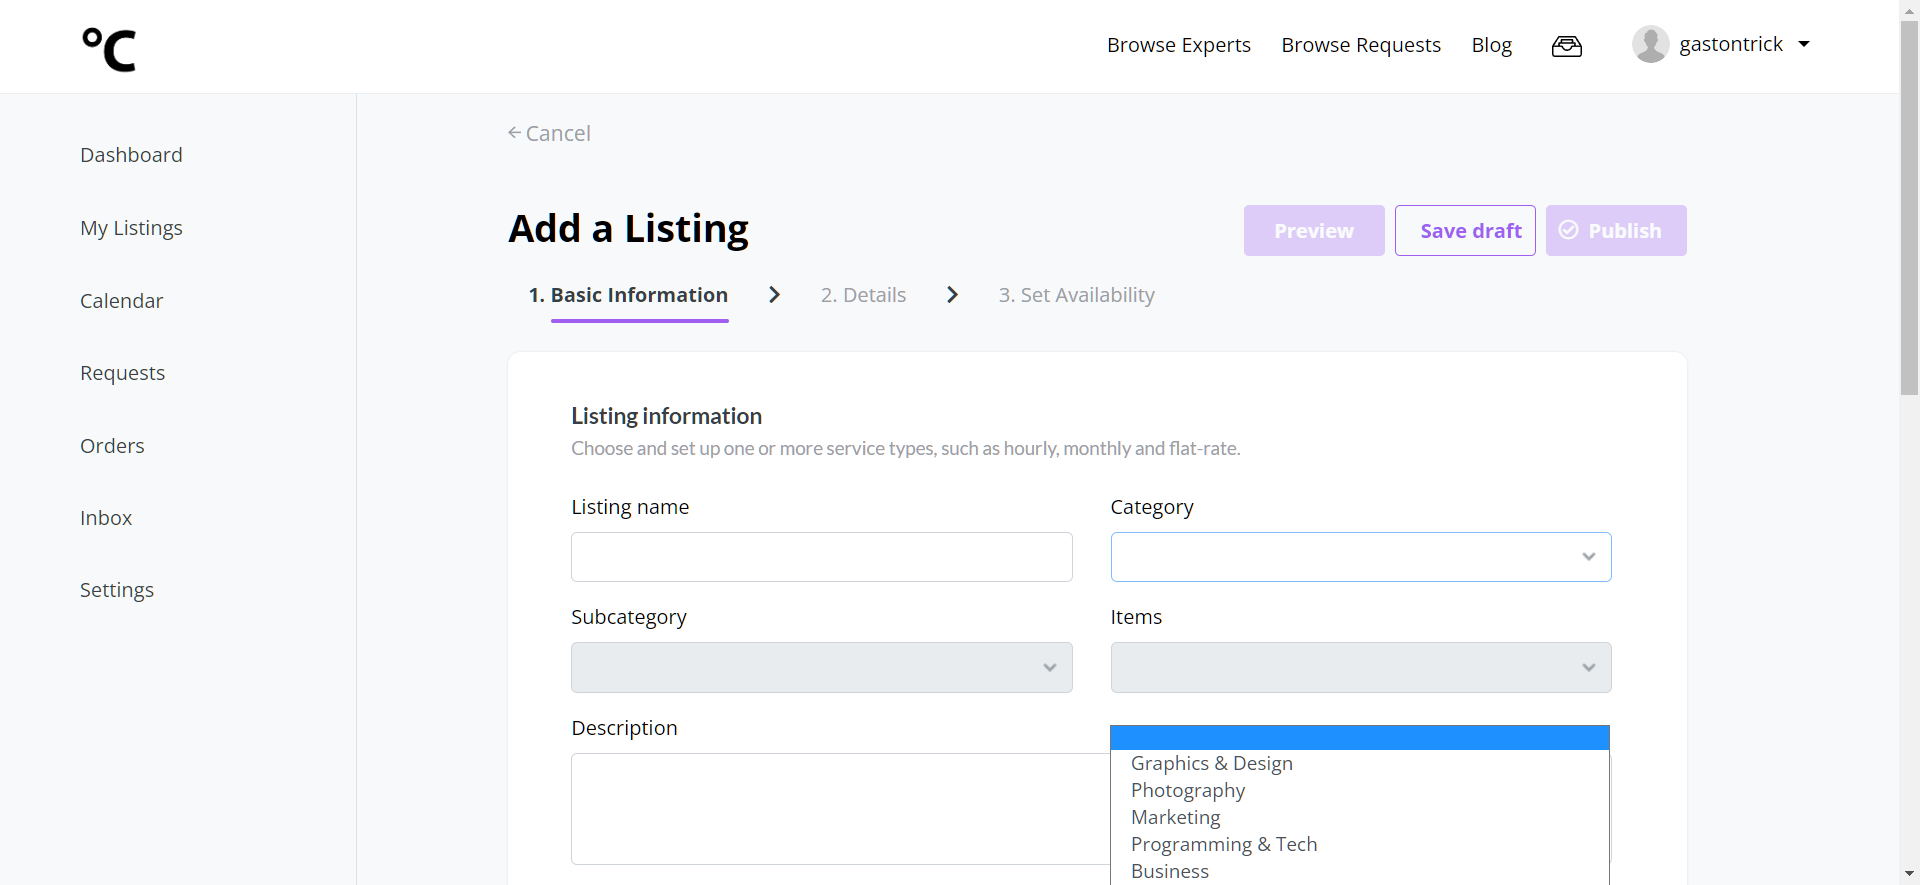 °C
Browse Experts
Browse Requests
Blog
gastontrick
Dashboard
My Listings
Calendar
Requests
Orders
Inbox
Settings
Cancel
Add a Listing
Preview
Save draft
Publish
1. Basic Information
2. Details
3. Set Availability
Listing information
Choose and set up one or more service types, such as hourly, monthly and flat-rate.
Listing name
Category
Subcategory
Items
Description
Graphics & Design
Photography
Marketing
Programming & Tech
Business